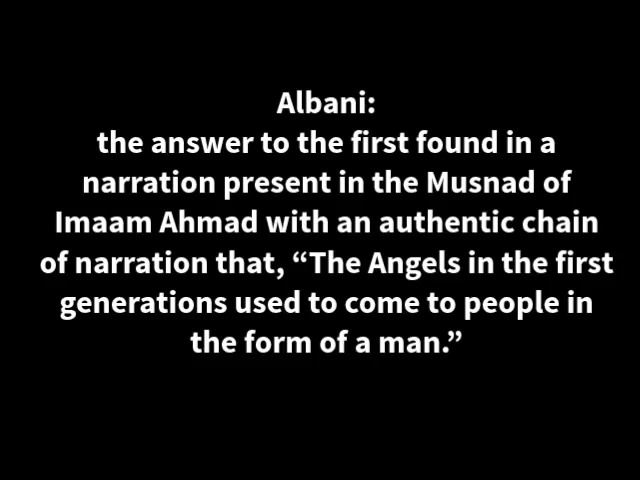 Albani:
the answer to the first found in a
narration present in the Musnad of
Imaam Ahmad with an authentic chain
of narration that, “The Angels in the first
generations used to come to people in
the form of a man.”